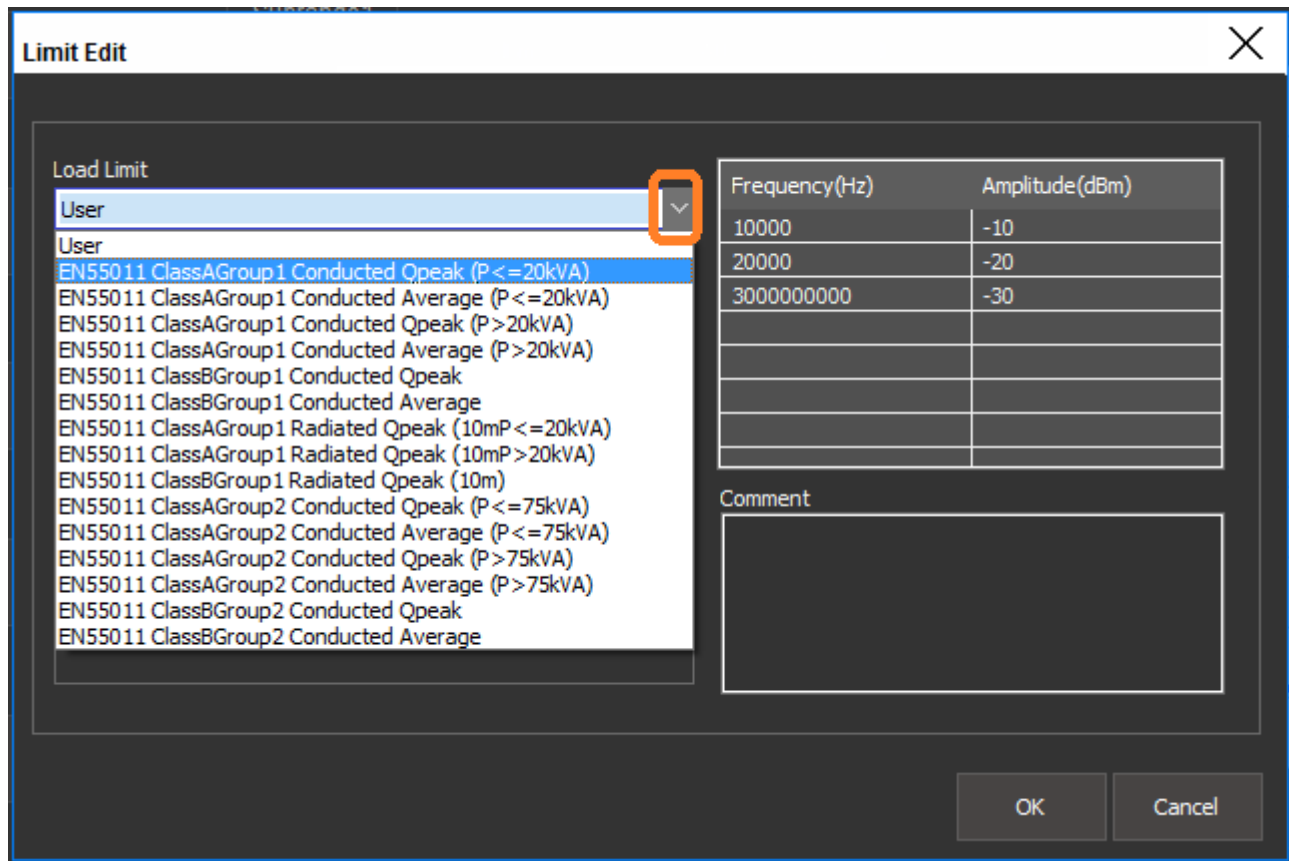 Limit Edit
Load Limit
User
User
EN55011 ClassAGroup1 Conducted Qpeak (P<=20kVA)
EN55011 ClassAGroup1 Conducted Average (P<=20kVA)
EN55011 ClassAGroup1 Conducted Qpeak (P>20kVA)
EN55011 ClassAGroup1 Conducted Average (P>20kVA)
EN55011 ClassBGroup1 Conducted Qpeak
EN55011 ClassBGroup1 Conducted Average
EN55011 ClassAGroup1 Radiated Qpeak (10mP<=20kVA)
EN55011 ClassAGroup1 Radiated Qpeak (10mP>20kVA)
EN55011 ClassBGroup1 Radiated Qpeak (10m)
EN55011 ClassAGroup2 Conducted Qpeak (P<=75kVA)
EN55011 ClassAGroup2 Conducted Average (P<=75kVA)
EN55011 ClassAGroup2 Conducted Qpeak (P>75kVA)
EN55011 ClassAGroup2 Conducted Average (P>75kVA)
EN55011 ClassBGroup2 Conducted Qpeak
EN55011 ClassBGroup2 Conducted Average
Frequency(Hz) Amplitude(dBm)
10000 -10
20000 -20
3000000000 -30
Comment
OK Cancel